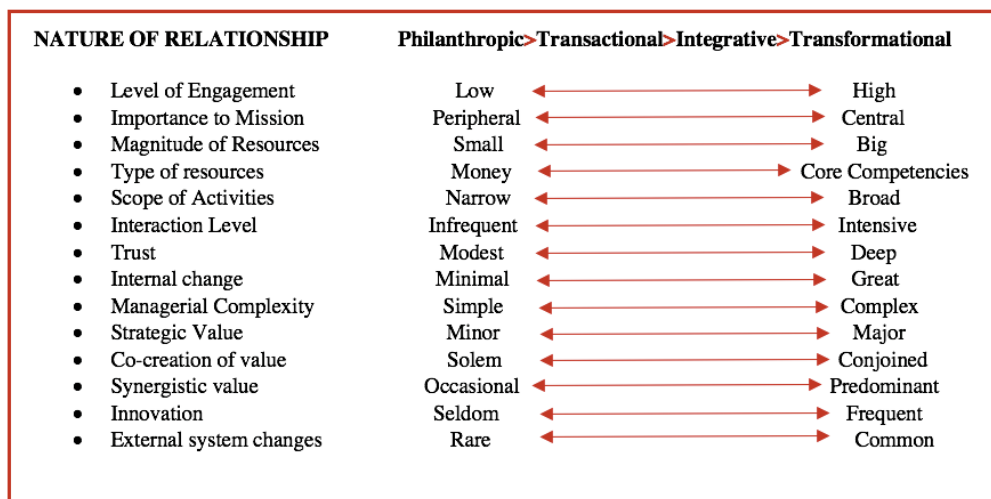 NATURE OF RELATIONSHIP Philanthropic>Transactional>Integrative>Transformational
• Level of Engagement Low High
• Importance to Mission Peripheral Central
• Magnitude of Resources Small Big
• Type of resources Money Core Competencies
• Scope of Activities Narrow Broad
• Interaction Level Infrequent Intensive
• Trust Modest Deep
• Internal change Minimal Great
• Managerial Complexity Simple Complex
• Strategic Value Minor Major
• Co-creation of value Solem Conjoined
• Synergistic value Occasional Predominant
• Innovation Seldom Frequent
• External system changes Rare Common